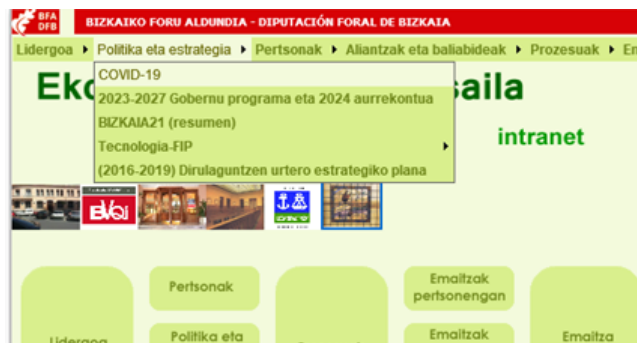 BFA
DFB
BIZKAIKO FORU ALDUNDIA - DIPUTACIÓN FORAL DE BIZKAIA
Lidergoa Politika eta estrategia Pertsonak Aliantzak eta baliabideak Prozesuak
COVID-19
2023-2027 Gobernu programa eta 2024 aurrekontua
BIZKAIA21 (resumen)
Tecnologia-FIP
(2016-2019) Dirulaguntzen urtero estrategiko plana
intranet
Pertsonak
Emaitzak
pertsonengan
Politika eta
Emaitzak
Emaitza
Lidergoa